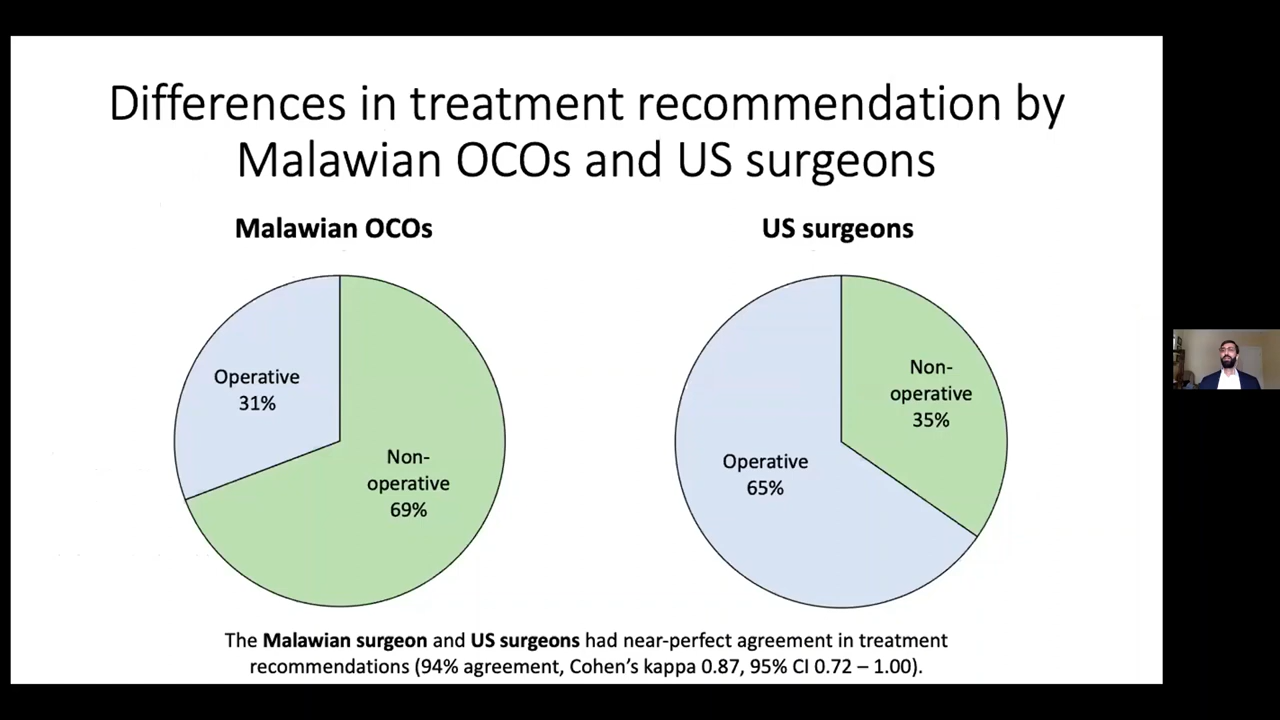 Differences in treatment recommendation by
Malawian OCOs and US surgeons
Malawian OCOs
US surgeons
Operative
31%
Non-
operative
69%
Non-
operative
35%
Operative
65%
The Malawian surgeon and US surgeons had near-perfect agreement in treatment
recommendations (94% agreement, Cohen's kappa 0.87, 95% CI 0.72 – 1.00).